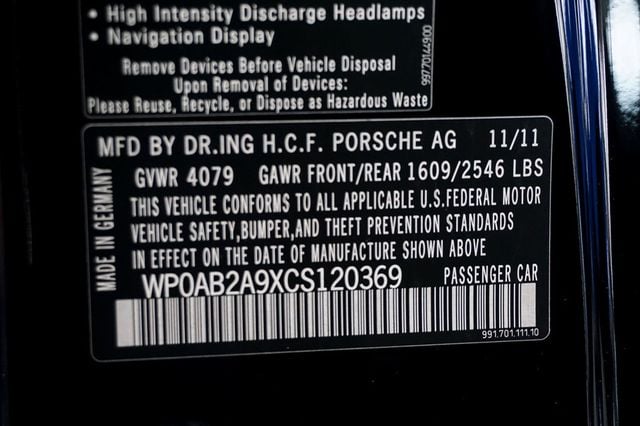 • High Intensity Discharge Headlamps
• Navigation Display
Remove Devices Before Vehicle Disposal
Upon Removal of Devices:
Please Reuse, Recycle, or Dispose as Hazardous Waste
99770144900
MFD BY DR.ING H.C.F. PORSCHE AG 11/11
GVWR 4079 GAWR FRONT/REAR 1609/2546 LBS
THIS VEHICLE CONFORMS TO ALL APPLICABLE U.S.FEDERAL MOTOR
VEHICLE SAFETY,BUMPER,AND THEFT PREVENTION STANDARDS
IN EFFECT ON THE DATE OF MANUFACTURE SHOWN ABOVE
WP0AB2A9XCS120369 PASSENGER CAR
MADE IN GERMANY
991.701.111.10